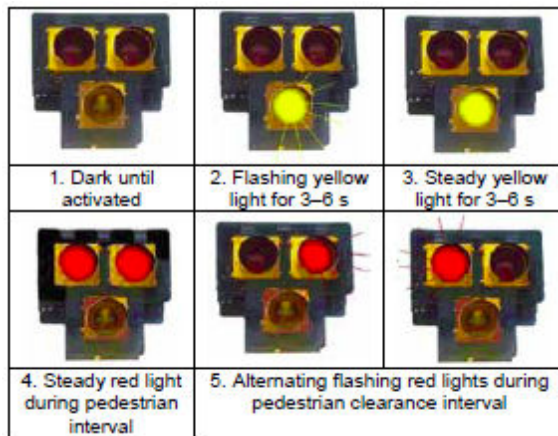 1. Dark until
activated
2. Flashing yellow
light for 3–6 s
3. Steady yellow
light for 3–6 s
4. Steady red light
during pedestrian
interval
5. Alternating flashing red lights during
pedestrian clearance interval